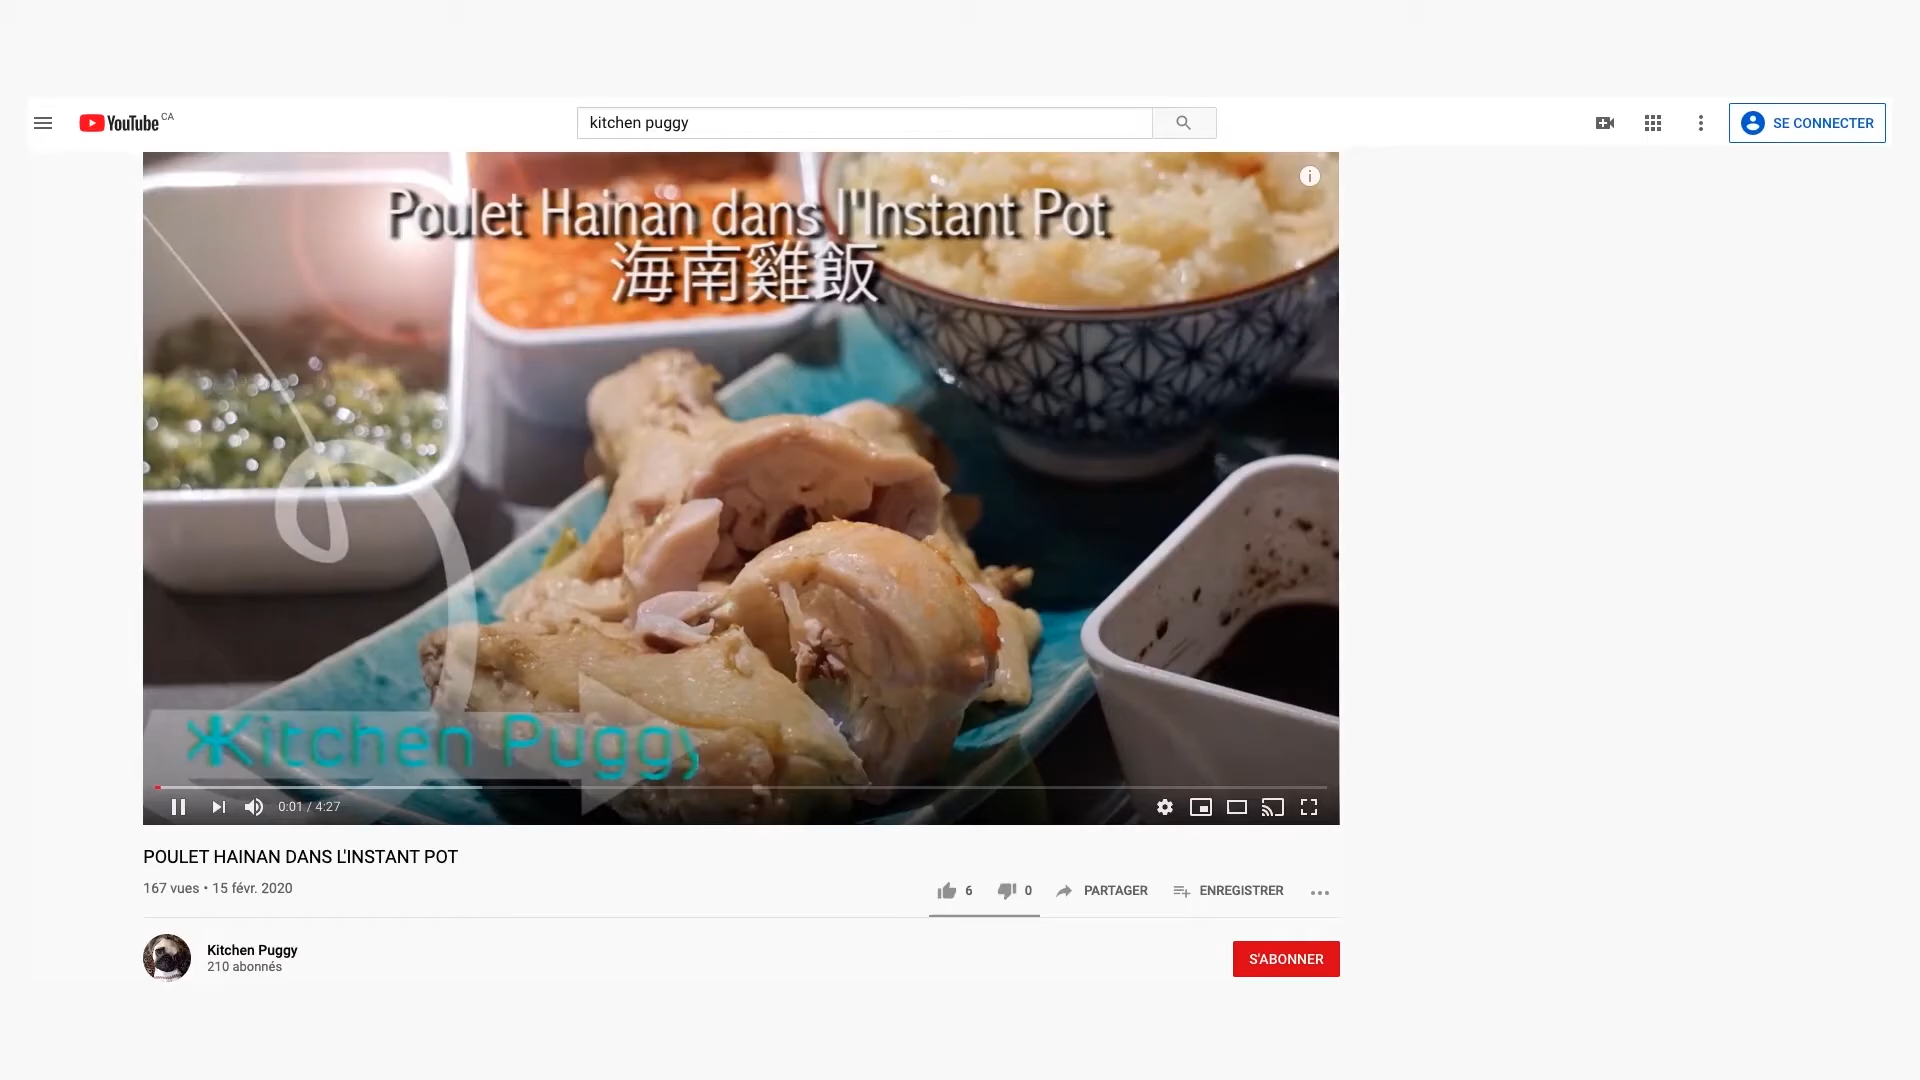 YouTube CA
kitchen puggy
SE CONNECTER
Poulet Hainan dans l'Instant Pot
海南雞飯
Kitchen Puggy
0:01 / 4:27
POULET HAINAN DANS L'INSTANT POT
167 vues • 15 févr. 2020
6
0
PARTAGER
ENREGISTRER
Kitchen Puggy
210 abonnés
S'ABONNER